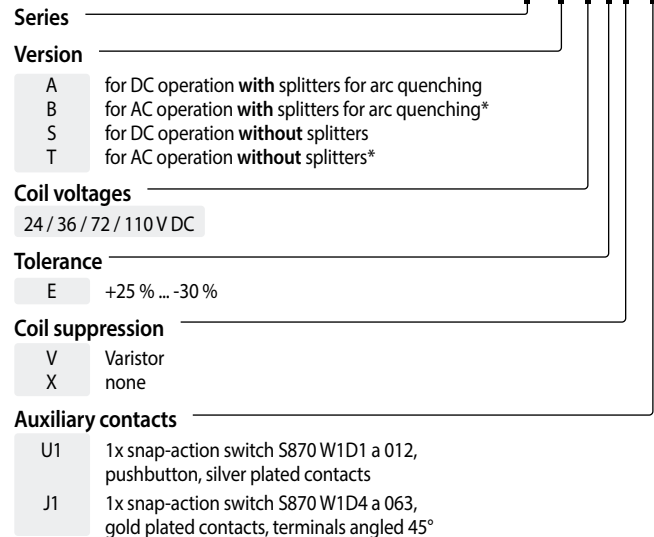 Series
Version
A for DC operation with splitters for arc quenching
B for AC operation with splitters for arc quenching*
S for DC operation without splitters
T for AC operation without splitters*
Coil voltages
24 / 36 / 72 / 110 V DC
Tolerance
E +25 % ... -30 %
Coil suppression
V Varistor
X none
Auxiliary contacts
U1 1x snap-action switch S870 W1D1 a 012,
pushbutton, silver plated contacts
J1 1x snap-action switch S870 W1D4 a 063,
gold plated contacts, terminals angled 45°